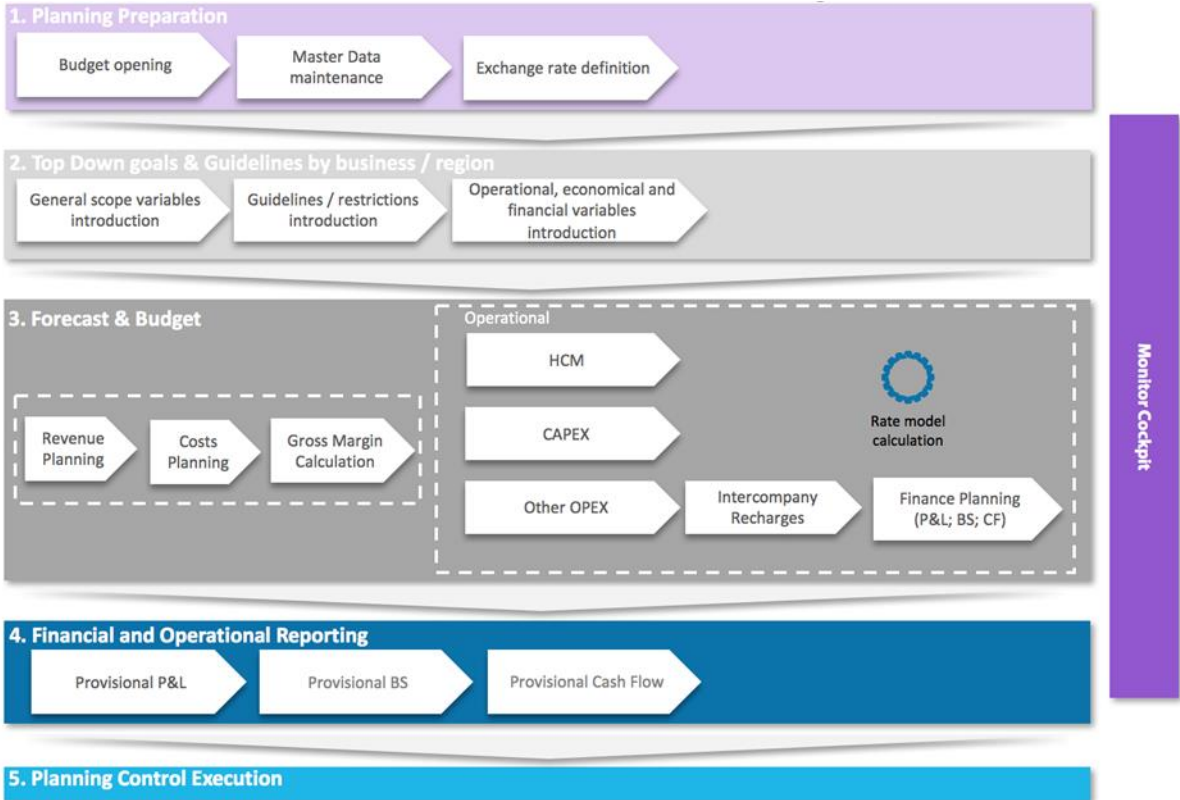 1. Planning Preparation
Budget opening
Master Data
maintenance
Exchange rate definition
2. Top Down goals & Guidelines by business / region
General scope variables
introduction
Guidelines / restrictions
introduction
Operational, economical and
financial variables
introduction
3. Forecast & Budget
Revenue
Planning
Costs
Planning
Gross Margin
Calculation
Operational
HCM
CAPEX
Other OPEX
Rate model
calculation
Intercompany
Recharges
Finance Planning
(P&L; BS; CF)
4. Financial and Operational Reporting
Provisional P&L
Provisional BS
Provisional Cash Flow
5. Planning Control Execution
Monitor Cockpit